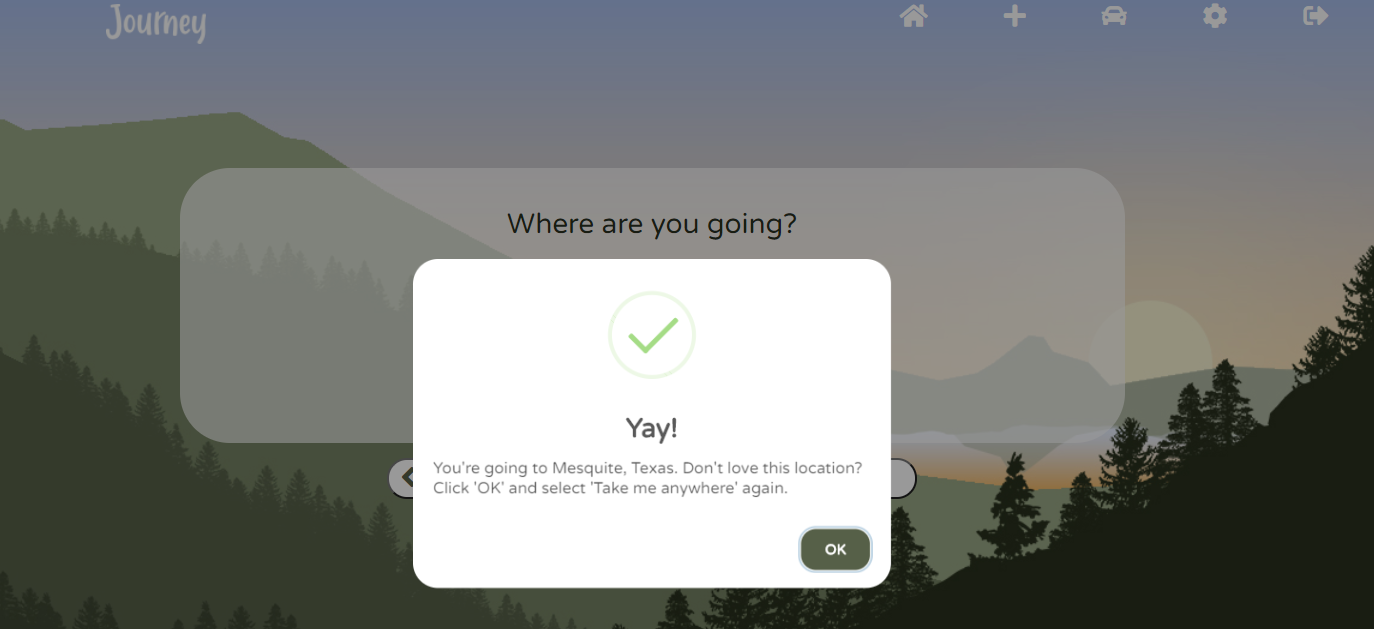 Journey
Where are you going?
Yay!
You're going to Mesquite, Texas. Don't love this location?
Click 'OK' and select 'Take me anywhere' again.
OK